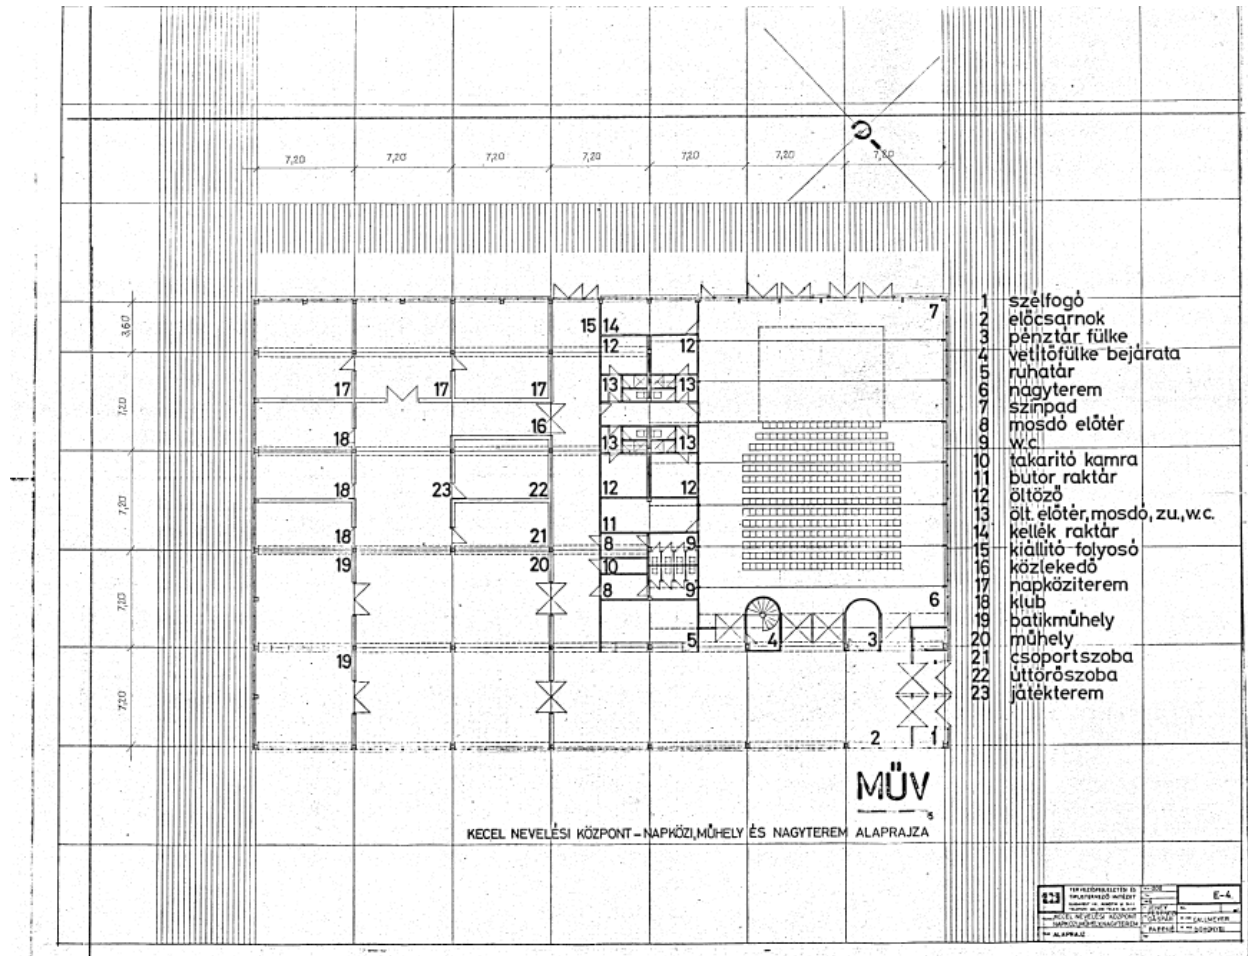 7,20 7,20 7,20 7,20 7,20 7,20 7,20
3,60
7,20
7,20
7,20
7,20
15 14 7
12 12
17 17 17 13 13
16
18 13 13
18 23 22 12 12
11
18 21 8 9
19 20 10
8 9 6
5 4 3
19
2 1
1 szélfogó
2 előcsarnok
3 pénztár fülke
4 vetítőfülke bejárata
5 ruhatár
6 nagyterem
7 színpad
8 mosdó előtér
9 w.c
10 takarító kamra
11 bútor raktár
12 öltöző
13 ölt. előtér, mosdó, zu., w.c.
14 kellék raktár
15 kiállító folyosó
16 közlekedő
17 napköziterem
18 klub
19 batikműhely
20 műhely
21 csoportszoba
22 úttörőszoba
23 játékterem
MŰV
KECEL NEVELÉSI KÖZPONT – NAPKÖZI, MŰHELY ÉS NAGYTEREM ALAPRAJZA
E-4.
KECEL NEVELÉSI KÖZPONT
ALAPRAJZ